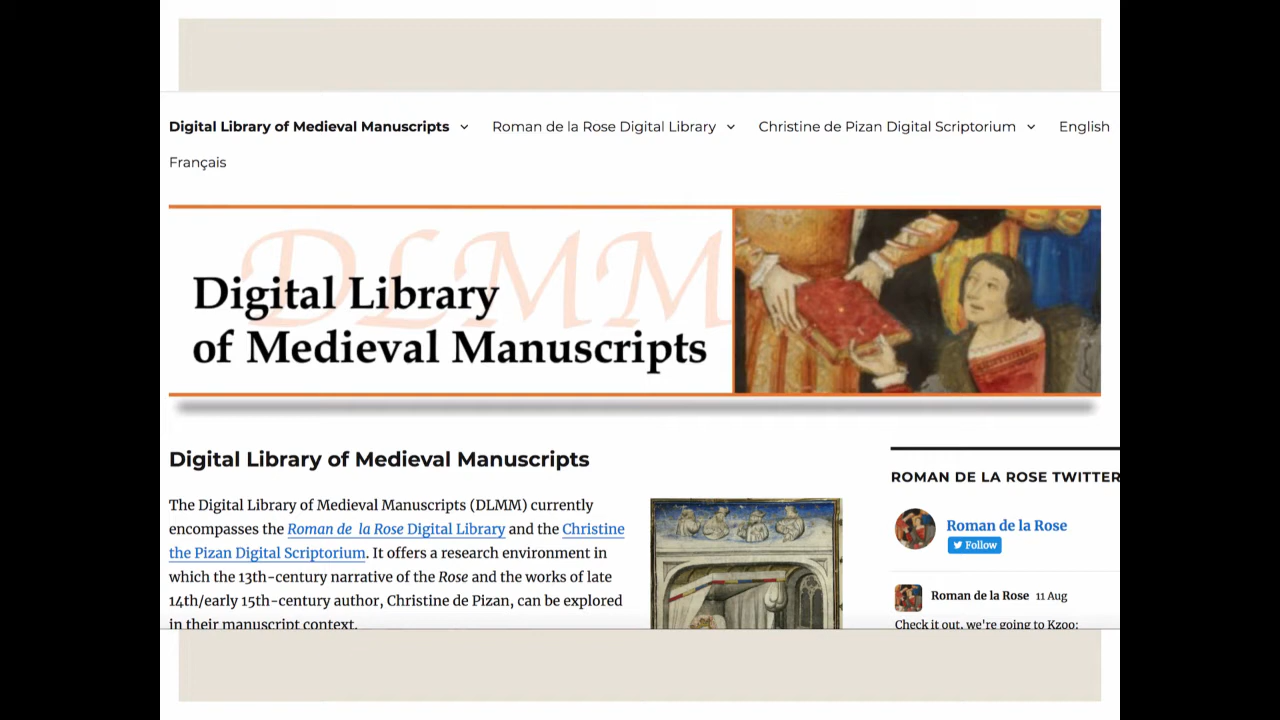 Digital Library of Medieval Manuscripts Roman de la Rose Digital Library Christine de Pizan Digital Scriptorium English
Français
DLMM
Digital Library
of Medieval Manuscripts
Digital Library of Medieval Manuscripts
The Digital Library of Medieval Manuscripts (DLMM) currently
encompasses the Roman de la Rose Digital Library and the Christine
the Pizan Digital Scriptorium. It offers a research environment in
which the 13th-century narrative of the Rose and the works of late
14th/early 15th-century author, Christine de Pizan, can be explored
in their manuscript context.
ROMAN DE LA ROSE TWITTER
Roman de la Rose
Follow
Roman de la Rose 11 Aug
Check it out, we're going to Kzoo: